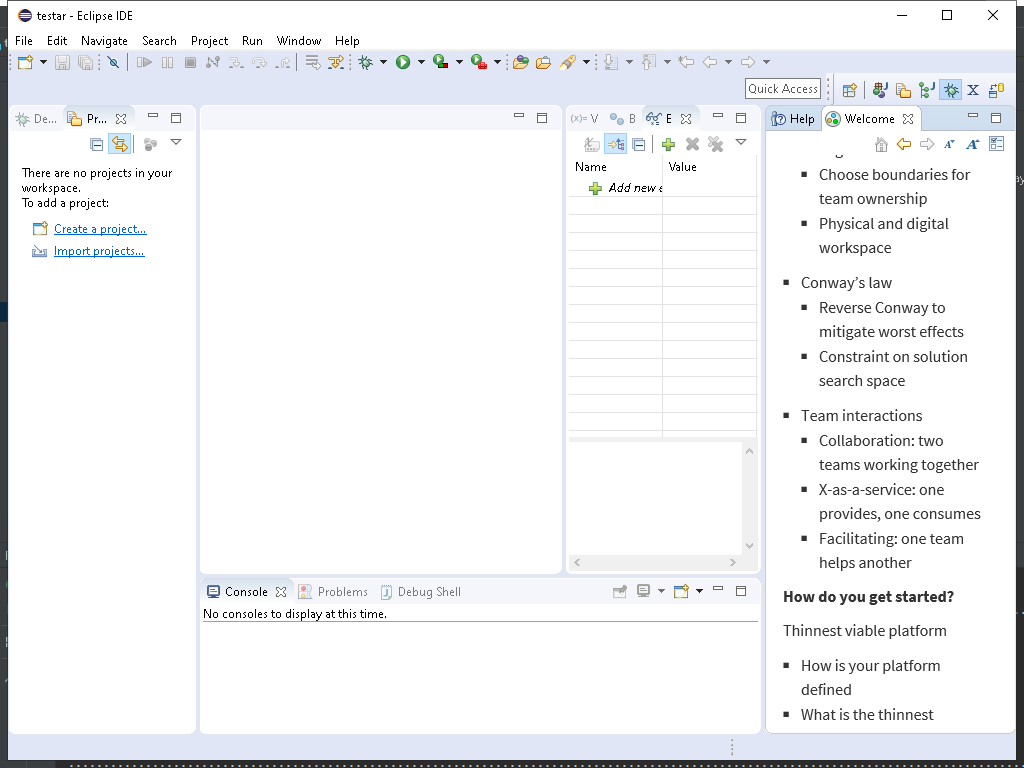 testar - Eclipse IDE
File Edit Navigate Search Project Run Window Help
Quick Access
De... Pr...
There are no projects in your
workspace.
To add a project:
Create a project...
Import projects...
(x)= V B E
Name Value
Add new e
Console Problems Debug Shell
No consoles to display at this time.
Help Welcome
Choose boundaries for
team ownership
Physical and digital
workspace
Conway’s law
Reverse Conway to
mitigate worst effects
Constraint on solution
search space
Team interactions
Collaboration: two
teams working together
X-as-a-service: one
provides, one consumes
Facilitating: one team
helps another
How do you get started?
Thinnest viable platform
How is your platform
defined
What is the thinnest